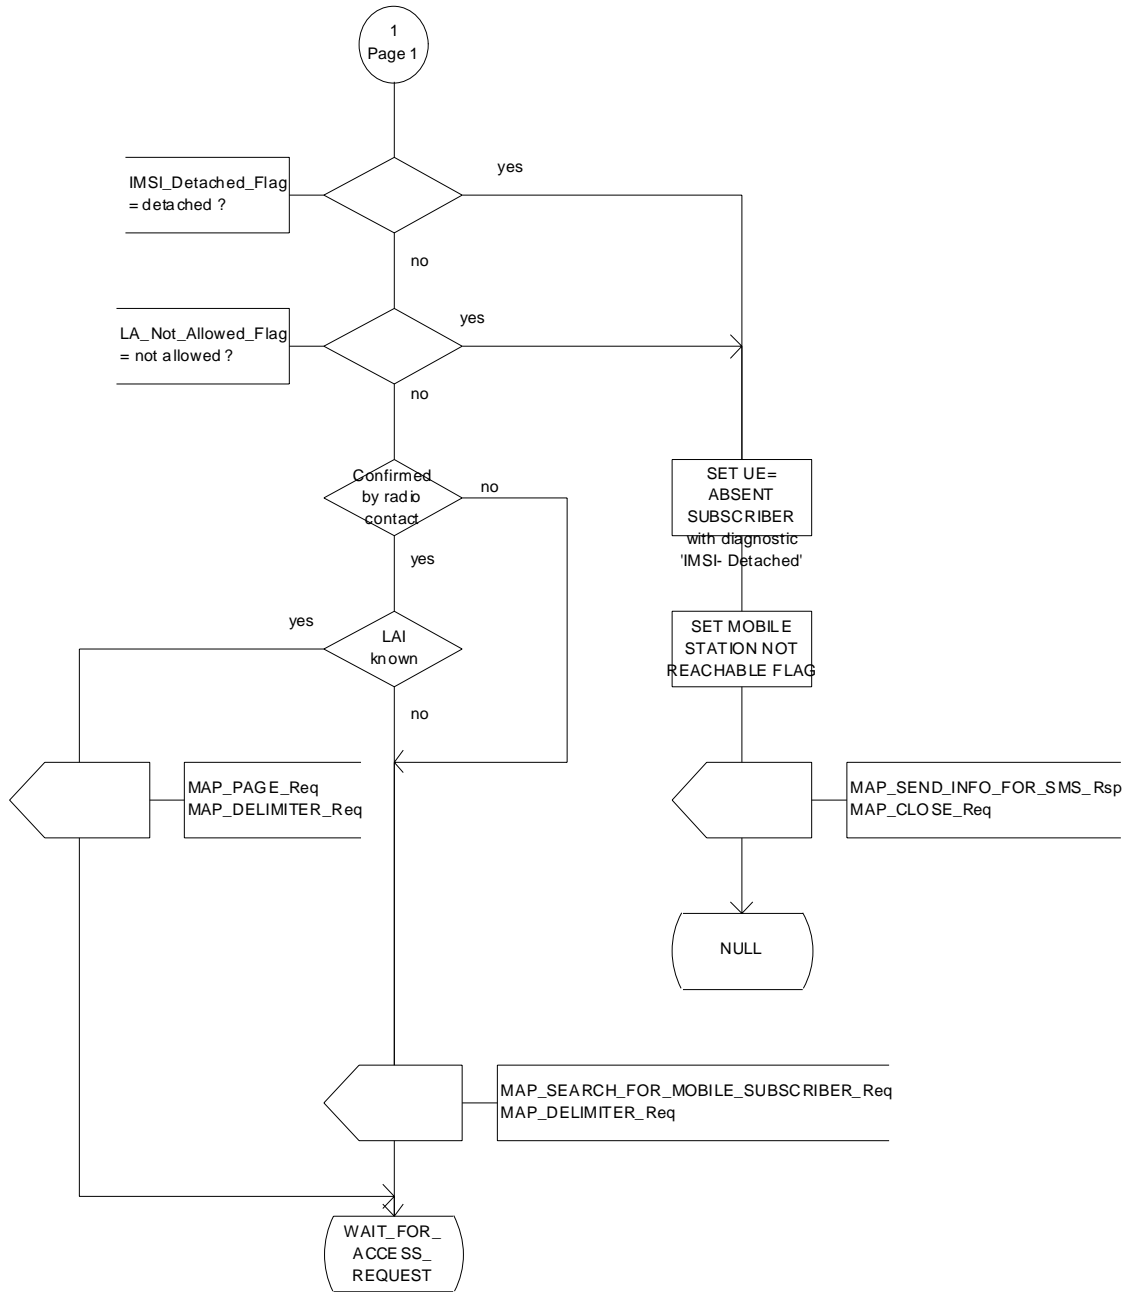 1
Page 1
yes
IMSI_Detached_Flag
= detached ?
no
yes
LA_Not_Allowed_Flag
= not allowed ?
no
Confirmed
by radio
contact
no
yes
SET UE=
ABSENT
SUBSCRIBER
with diagnostic
'IMSI- Detached'
yes
LAI
known
no
SET MOBILE
STATION NOT
REACHABLE FLAG
MAP_PAGE_Req
MAP_DELIMITER_Req
MAP_SEND_INFO_FOR_SMS_Rsp
MAP_CLOSE_Req
NULL
MAP_SEARCH_FOR_MOBILE_SUBSCRIBER_Req
MAP_DELIMITER_Req
WAIT_FOR_
ACCESS_
REQUEST